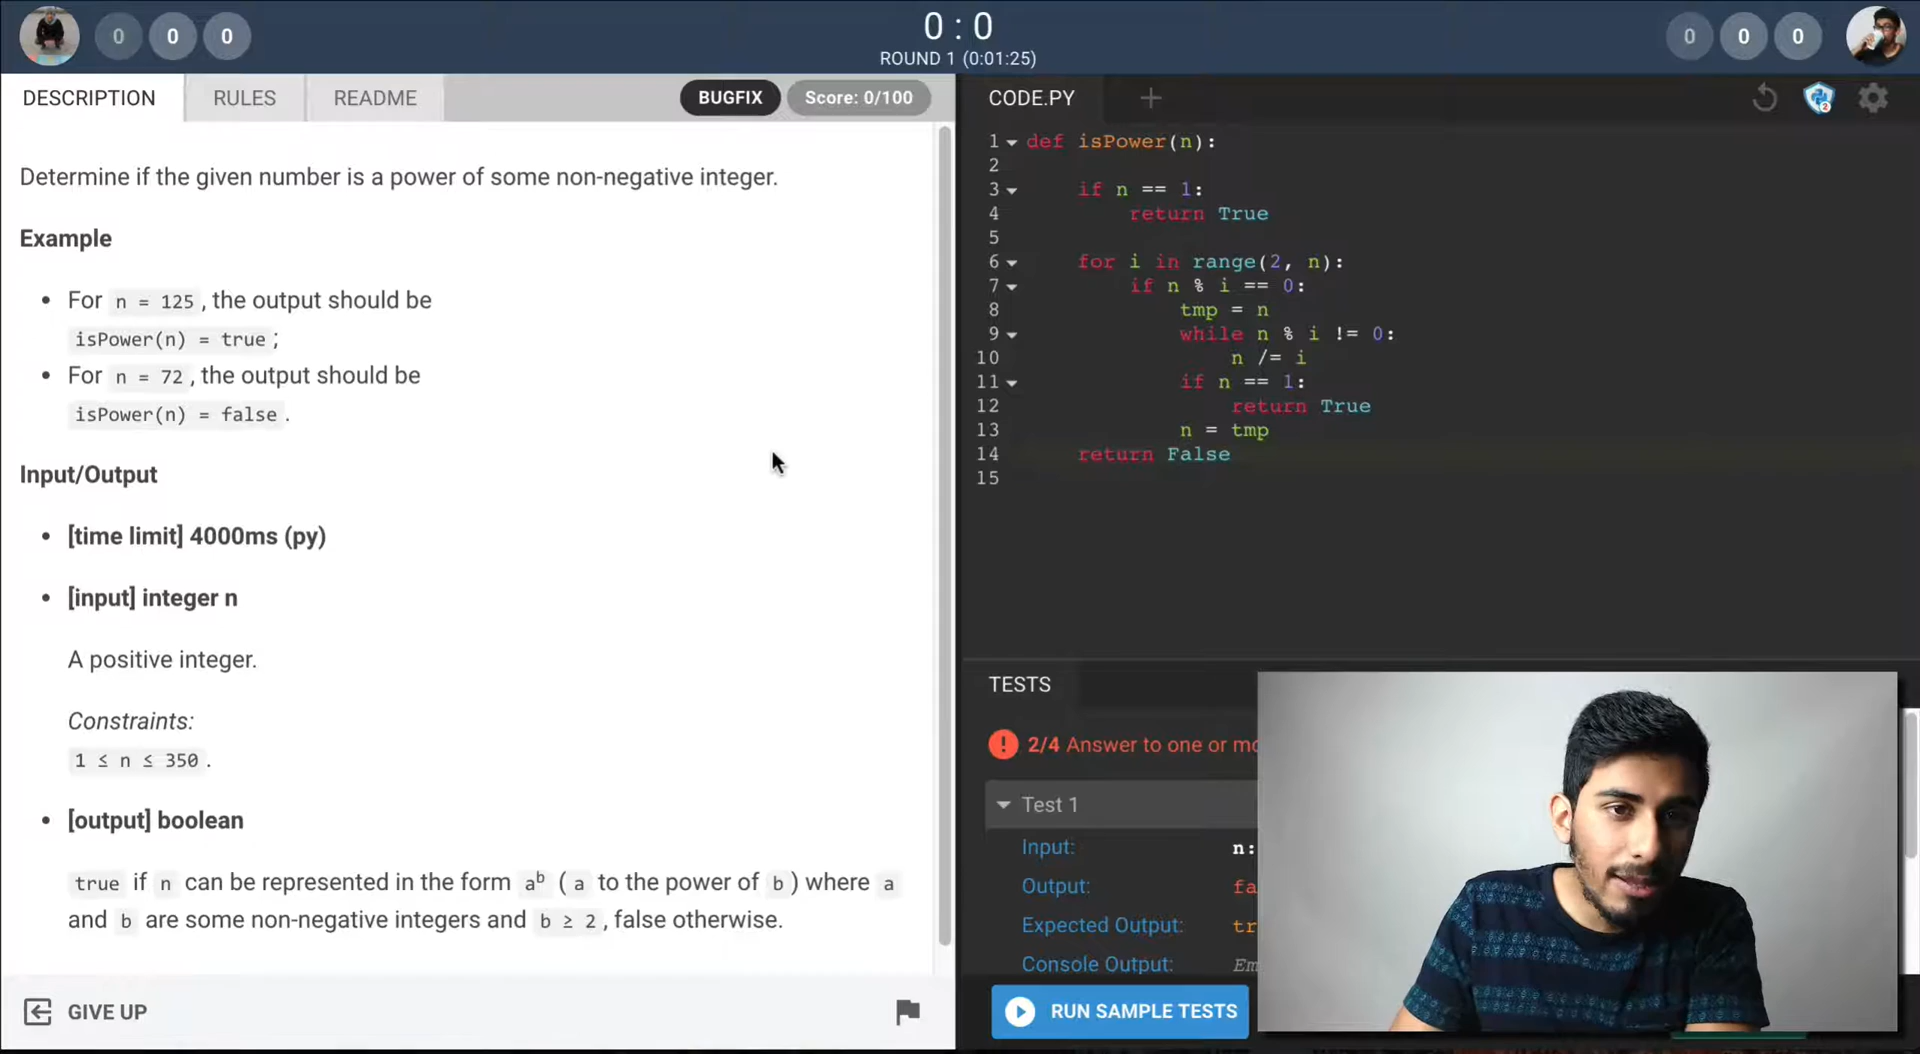 0 0 0
0 : 0
ROUND 1 (0:01:25)
0 0 0
DESCRIPTION RULES README BUGFIX Score: 0/100
Determine if the given number is a power of some non-negative integer.
Example
• For n = 125, the output should be
isPower(n) = true;
• For n = 72, the output should be
isPower(n) = false.
Input/Output
• [time limit] 4000ms (py)
• [input] integer n
A positive integer.
Constraints:
1 ≤ n ≤ 350.
• [output] boolean
true if n can be represented in the form aᵇ (a to the power of b) where a
and b are some non-negative integers and b ≥ 2, false otherwise.
GIVE UP
CODE.PY +
1 def isPower(n):
2
3     if n == 1:
4         return True
5
6     for i in range(2, n):
7         if n % i == 0:
8             tmp = n
9             while n % i != 0:
10                 n /= i
11             if n == 1:
12                 return True
13             n = tmp
14     return False
15
TESTS
! 2/4 Answer to one or mo
Test 1
Input: n:
Output: fa
Expected Output: tr
Console Output: Em
RUN SAMPLE TESTS